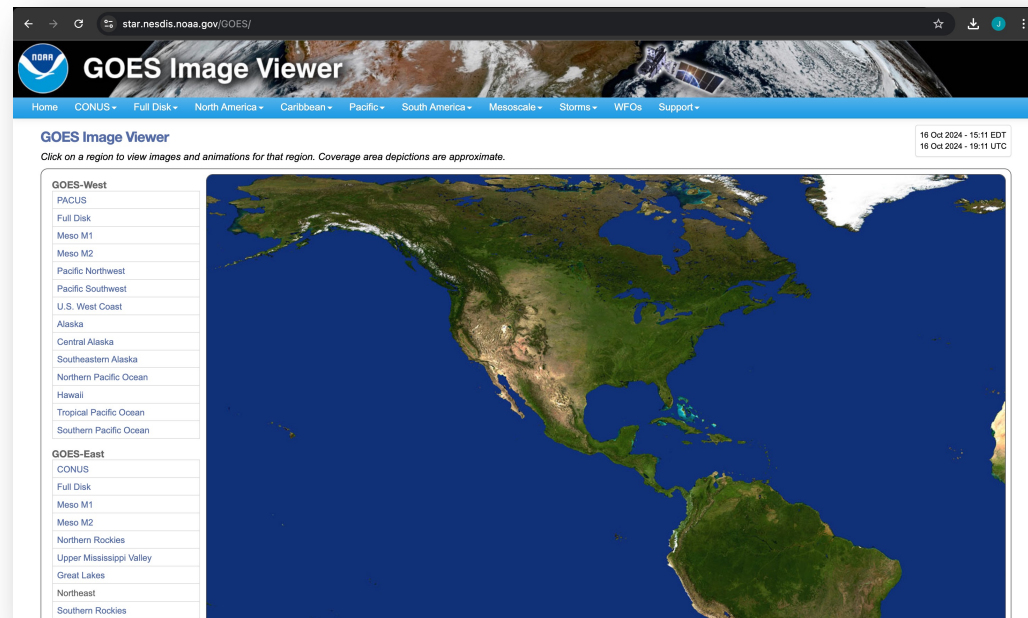 star.nesdis.noaa.gov/GOES/
J
NOAA
GOES Image Viewer
Home CONUS Full Disk North America Caribbean Pacific South America Mesoscale Storms WFOs Support
GOES Image Viewer
16 Oct 2024 - 15:11 EDT
16 Oct 2024 - 19:11 UTC
Click on a region to view images and animations for that region. Coverage area depictions are approximate.
GOES-West
PACUS
Full Disk
Meso M1
Meso M2
Pacific Northwest
Pacific Southwest
U.S. West Coast
Alaska
Central Alaska
Southeastern Alaska
Northern Pacific Ocean
Hawaii
Tropical Pacific Ocean
Southern Pacific Ocean
GOES-East
CONUS
Full Disk
Meso M1
Meso M2
Northern Rockies
Upper Mississippi Valley
Great Lakes
Northeast
Southern Rockies